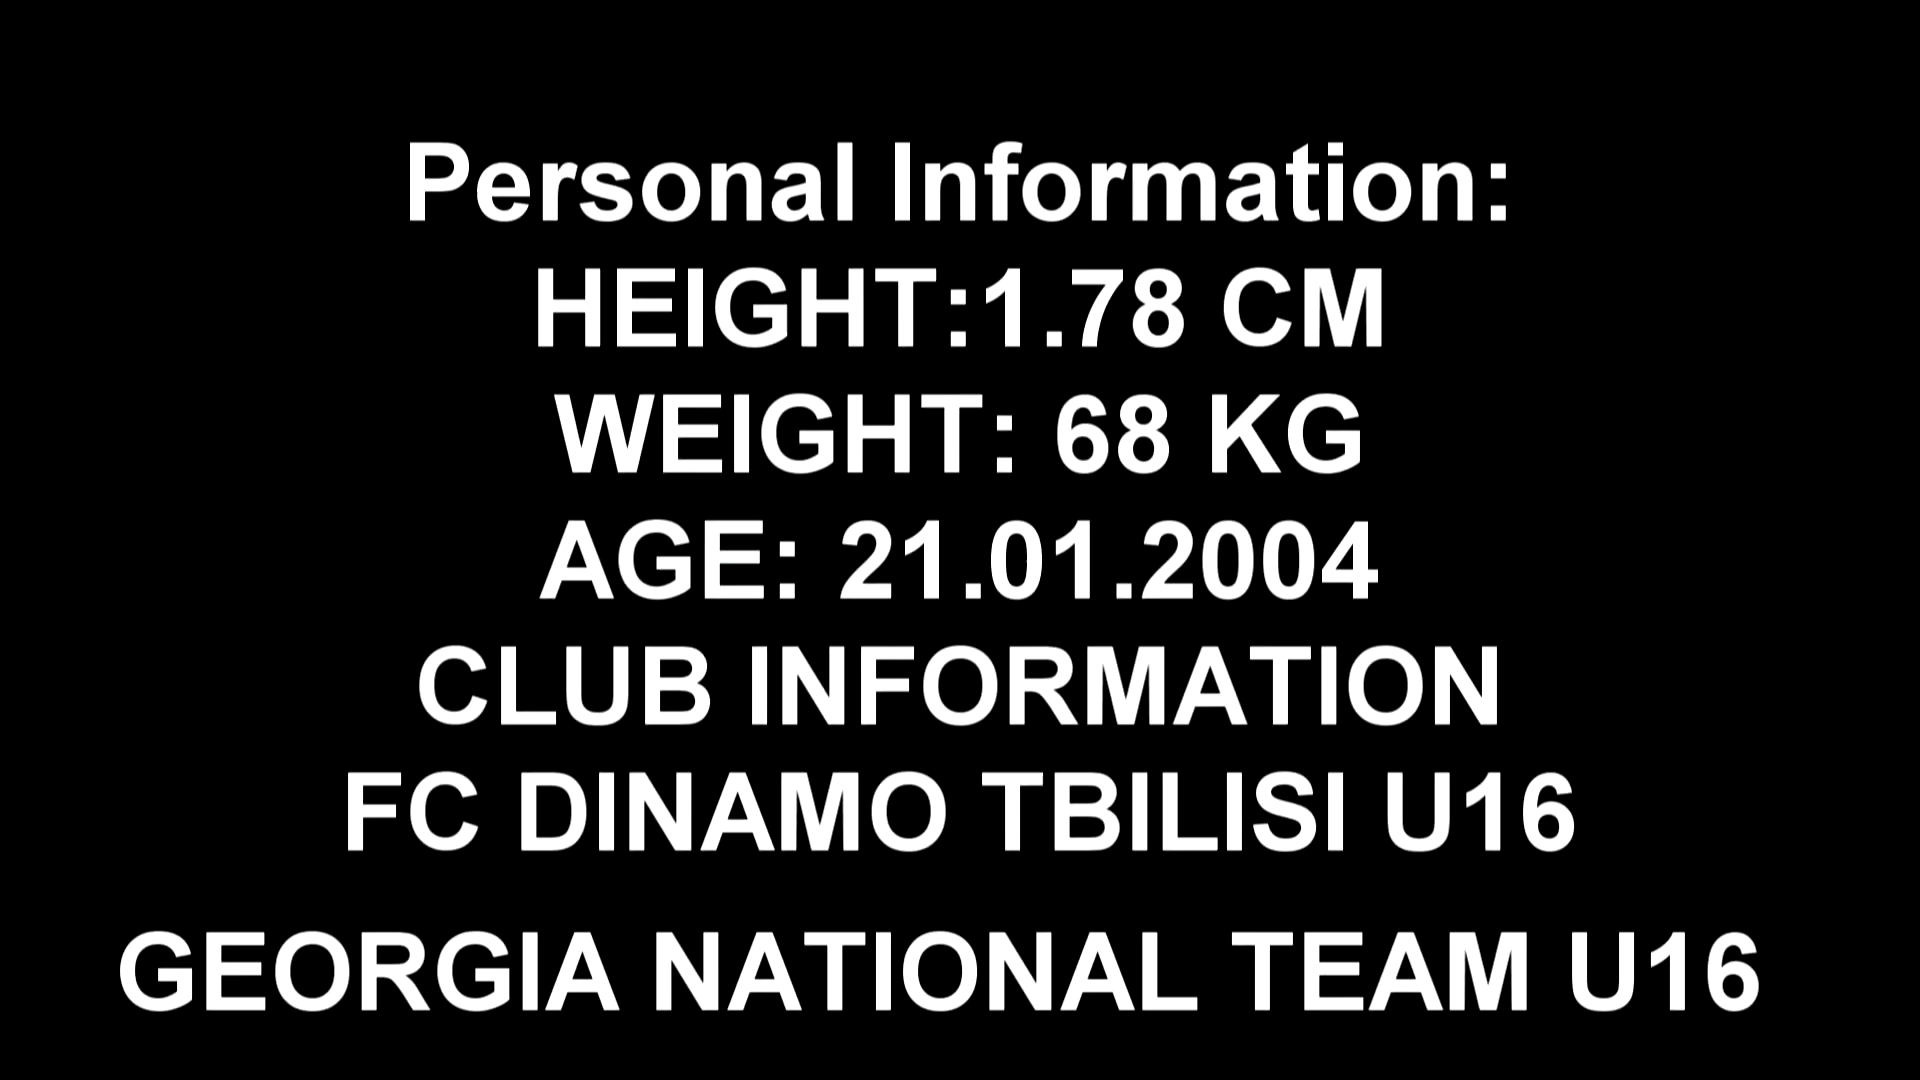 Personal Information:
HEIGHT:1.78 CM
WEIGHT: 68 KG
AGE: 21.01.2004
CLUB INFORMATION
FC DINAMO TBILISI U16
GEORGIA NATIONAL TEAM U16